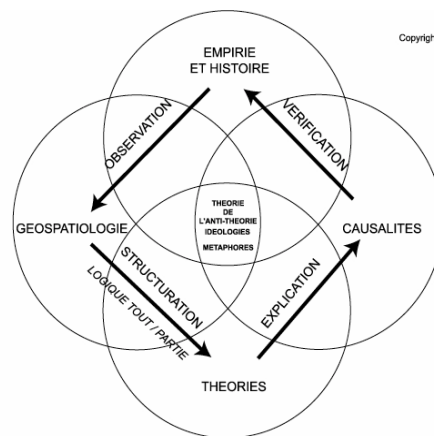 Copyright
EMPIRIE
ET HISTOIRE
OBSERVATION
VERIFICATION
THEORIE
DE
L'ANTI-THEORIE
IDEOLOGIES
METAPHORES
GEOSPATIOLOGIE
CAUSALITES
STRUCTURATION
LOGIQUE TOUT / PARTIE
EXPLICATION
THEORIES